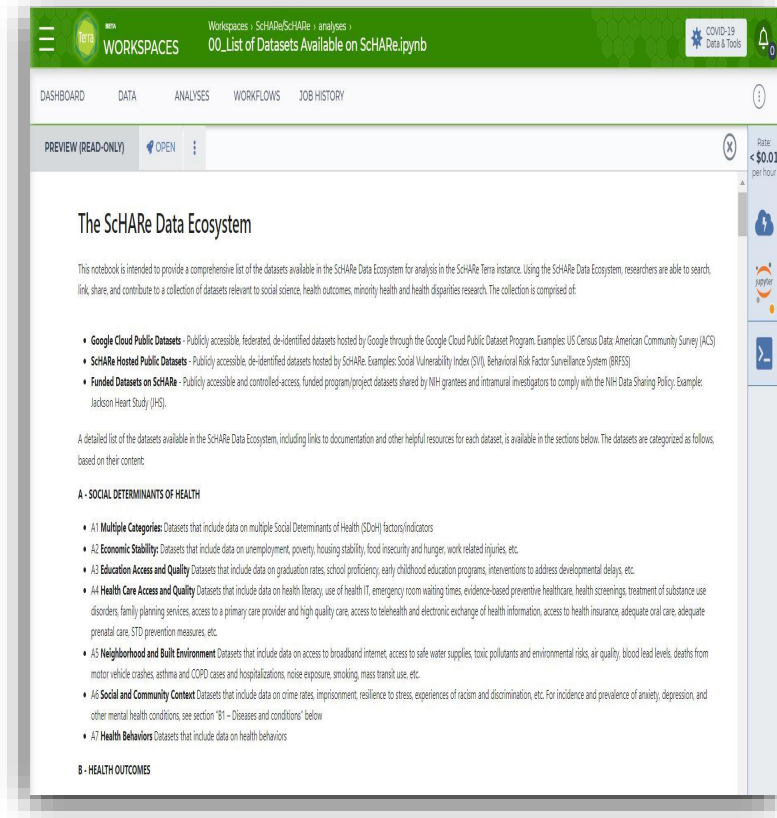 BETA
Terra
WORKSPACES
Workspaces › ScHARe/ScHARe › analyses ›
00_List of Datasets Available on ScHARe.ipynb
COVID-19
Data & Tools
0
DASHBOARD DATA ANALYSES WORKFLOWS JOB HISTORY
PREVIEW (READ-ONLY) OPEN
Rate:
< $0.01
per hour
jupyter
The ScHARe Data Ecosystem
This notebook is intended to provide a comprehensive list of the datasets available in the ScHARe Data Ecosystem for analysis in the ScHARe Terra instance. Using the ScHARe Data Ecosystem, researchers are able to search,
link, share, and contribute to a collection of datasets relevant to social science, health outcomes, minority health and health disparities research. The collection is comprised of:
• Google Cloud Public Datasets - Publicly accessible, federated, de-identified datasets hosted by Google through the Google Cloud Public Dataset Program. Examples: US Census Data; American Community Survey (ACS)
• ScHARe Hosted Public Datasets - Publicly accessible, de-identified datasets hosted by ScHARe. Examples: Social Vulnerability Index (SVI), Behavioral Risk Factor Surveillance System (BRFSS)
• Funded Datasets on ScHARe - Publicly accessible and controlled-access, funded program/project datasets shared by NIH grantees and intramural investigators to comply with the NIH Data Sharing Policy. Example:
Jackson Heart Study (JHS).
A detailed list of the datasets available in the ScHARe Data Ecosystem, including links to documentation and other helpful resources for each dataset, is available in the sections below. The datasets are categorized as follows,
based on their content:
A - SOCIAL DETERMINANTS OF HEALTH
• A1 Multiple Categories: Datasets that include data on multiple Social Determinants of Health (SDoH) factors/indicators
• A2 Economic Stability: Datasets that include data on unemployment, poverty, housing stability, food insecurity and hunger, work related injuries, etc.
• A3 Education Access and Quality Datasets that include data on graduation rates, school proficiency, early childhood education programs, interventions to address developmental delays, etc.
• A4 Health Care Access and Quality Datasets that include data on health literacy, use of health IT, emergency room waiting times, evidence-based preventive healthcare, health screenings, treatment of substance use
disorders, family planning services, access to a primary care provider and high quality care, access to telehealth and electronic exchange of health information, access to health insurance, adequate oral care, adequate
prenatal care, STD prevention measures, etc.
• A5 Neighborhood and Built Environment Datasets that include data on access to broadband internet, access to safe water supplies, toxic pollutants and environmental risks, air quality, blood lead levels, deaths from
motor vehicle crashes, asthma and COPD cases and hospitalizations, noise exposure, smoking, mass transit use, etc.
• A6 Social and Community Context Datasets that include data on crime rates, imprisonment, resilience to stress, experiences of racism and discrimination, etc. For incidence and prevalence of anxiety, depression, and
other mental health conditions, see section "B1 – Diseases and conditions" below
• A7 Health Behaviors Datasets that include data on health behaviors
B - HEALTH OUTCOMES